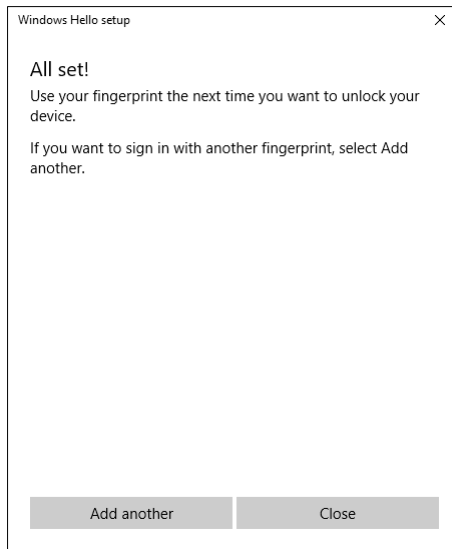 Windows Hello setup
All set!
Use your fingerprint the next time you want to unlock your
device.
If you want to sign in with another fingerprint, select Add
another.
Add another
Close